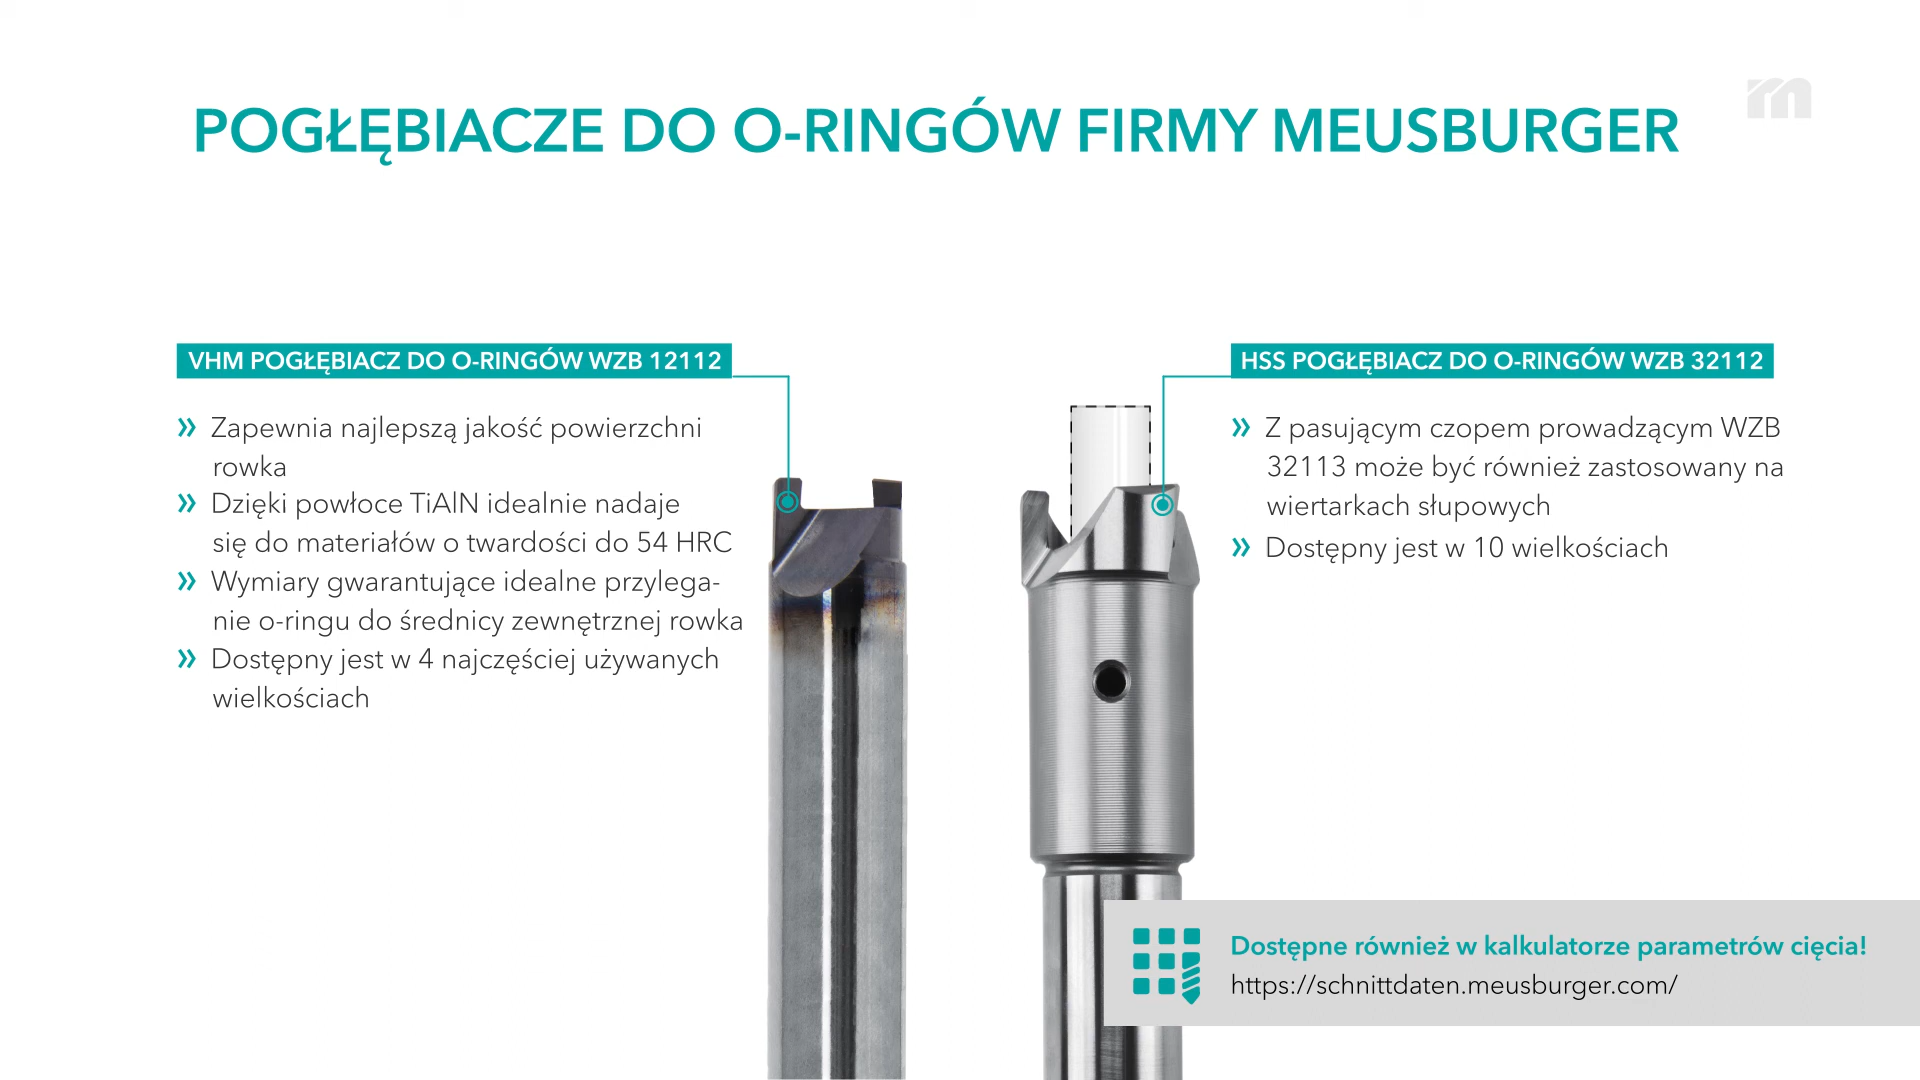 POGŁĘBIACZE DO O-RINGÓW FIRMY MEUSBURGER
VHM POGŁĘBIACZ DO O-RINGÓW WZB 12112
» Zapewnia najlepszą jakość powierzchni
rowka
» Dzięki powłoce TiAlN idealnie nadaje
się do materiałów o twardości do 54 HRC
» Wymiary gwarantujące idealne przylega-
nie o-ringu do średnicy zewnętrznej rowka
» Dostępny jest w 4 najczęściej używanych
wielkościach
HSS POGŁĘBIACZ DO O-RINGÓW WZB 32112
» Z pasującym czopem prowadzącym WZB
32113 może być również zastosowany na
wiertarkach słupowych
» Dostępny jest w 10 wielkościach
Dostępne również w kalkulatorze parametrów cięcia!
https://schnittdaten.meusburger.com/